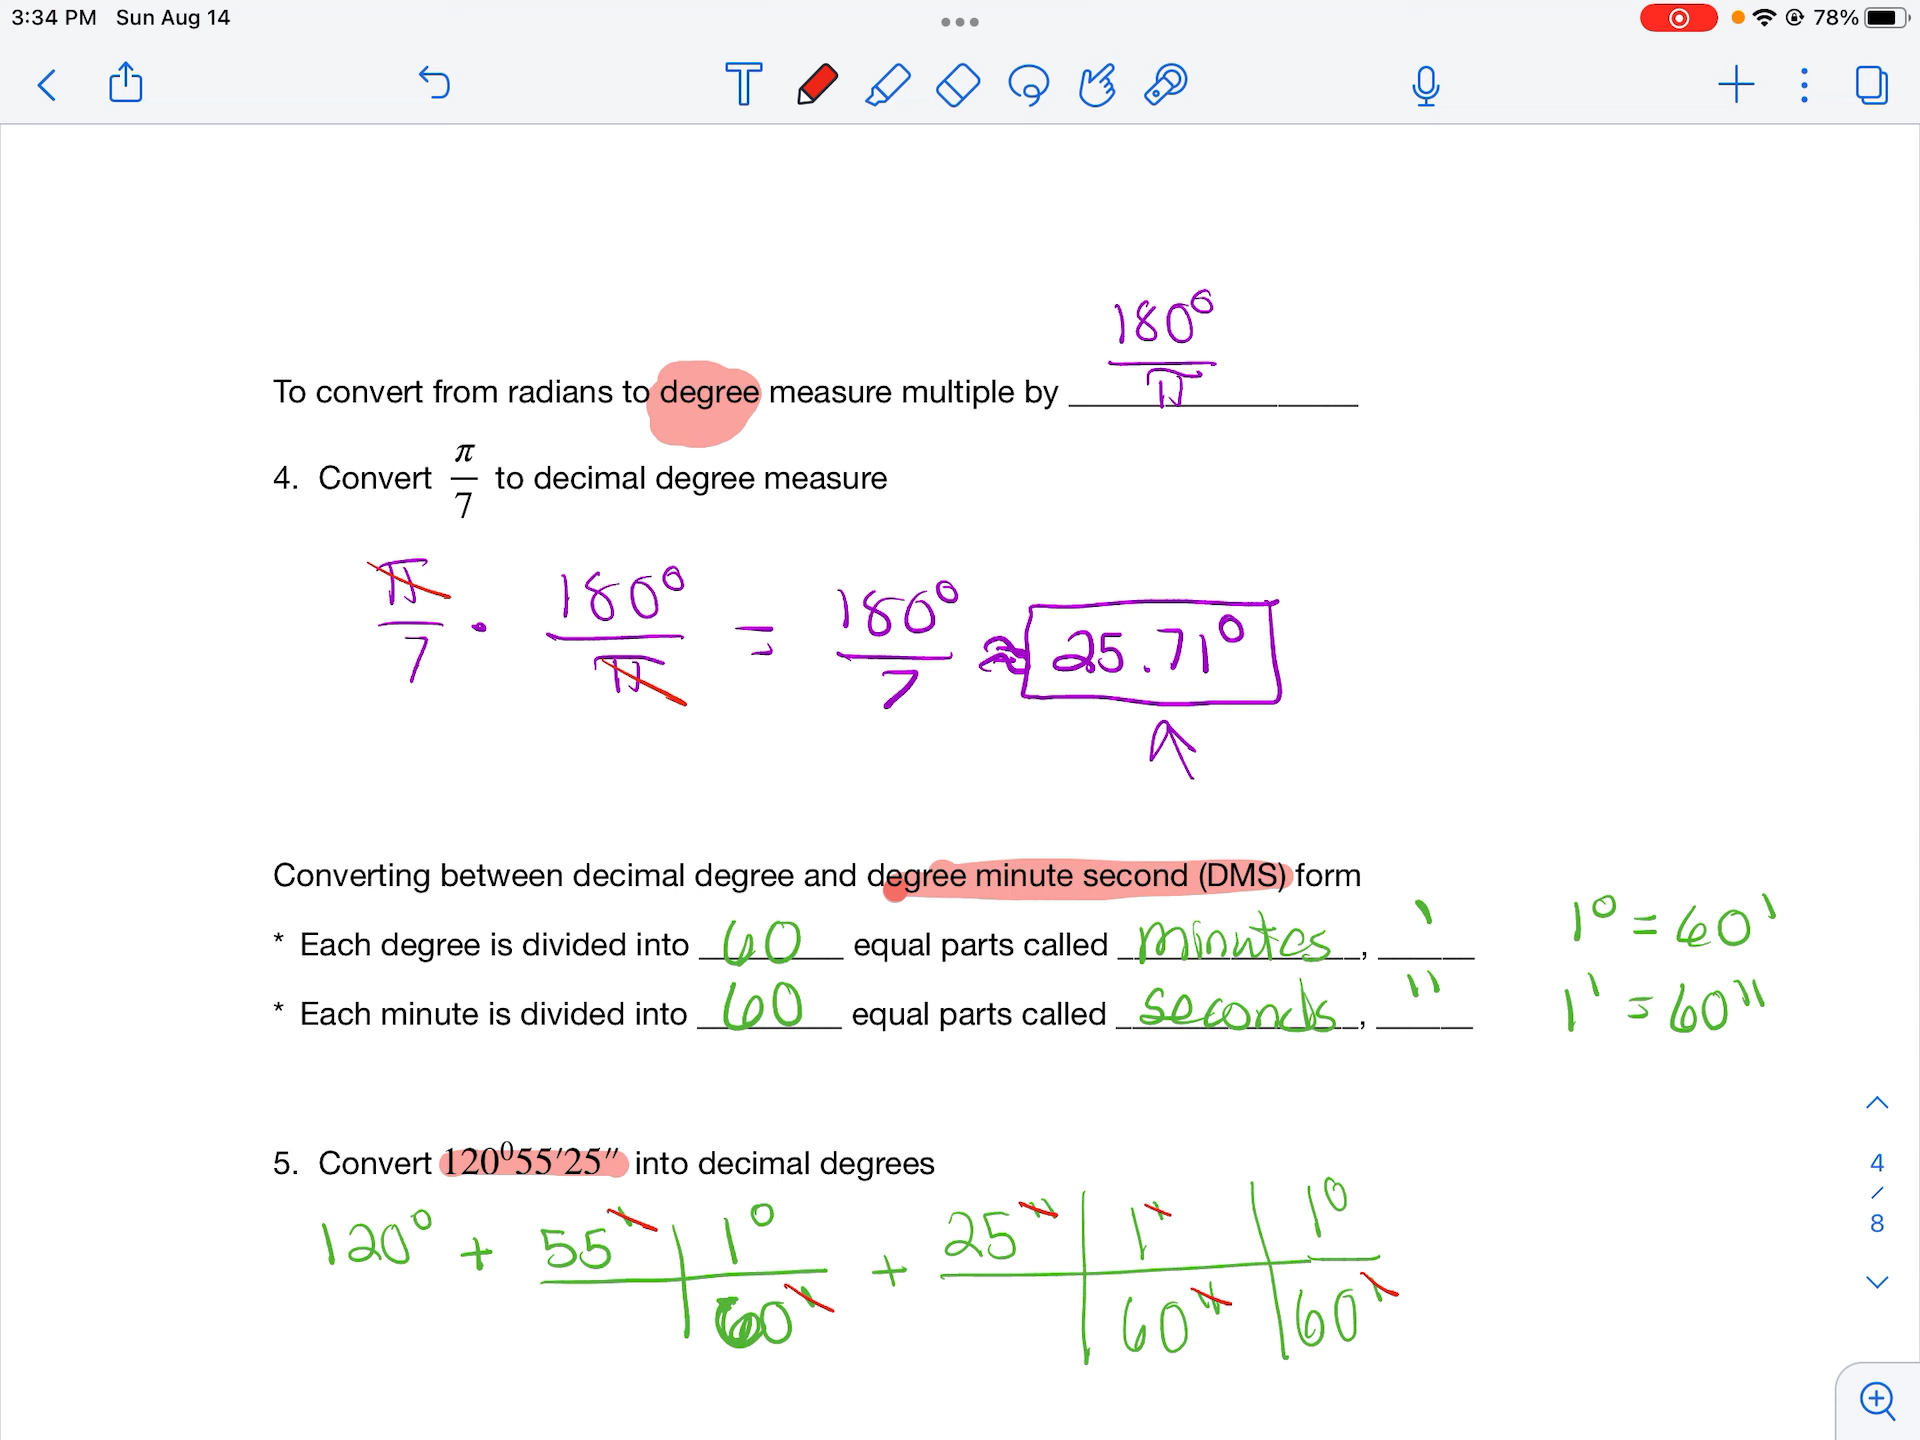 3:34 PM Sun Aug 14
78%
180°
π
To convert from radians to degree measure multiple by
4. Convert π/7 to decimal degree measure
π/7 · 180°/π = 180°/7 ≈ 25.71°
Converting between decimal degree and degree minute second (DMS) form
* Each degree is divided into 60 equal parts called minutes, ' 1° = 60'
* Each minute is divided into 60 equal parts called seconds, '' 1' = 60''
5. Convert 120⁰55′25″ into decimal degrees
120° + 55' | 1° + 25'' | 1' | 1°
60' 60'' 60'
4
/
8